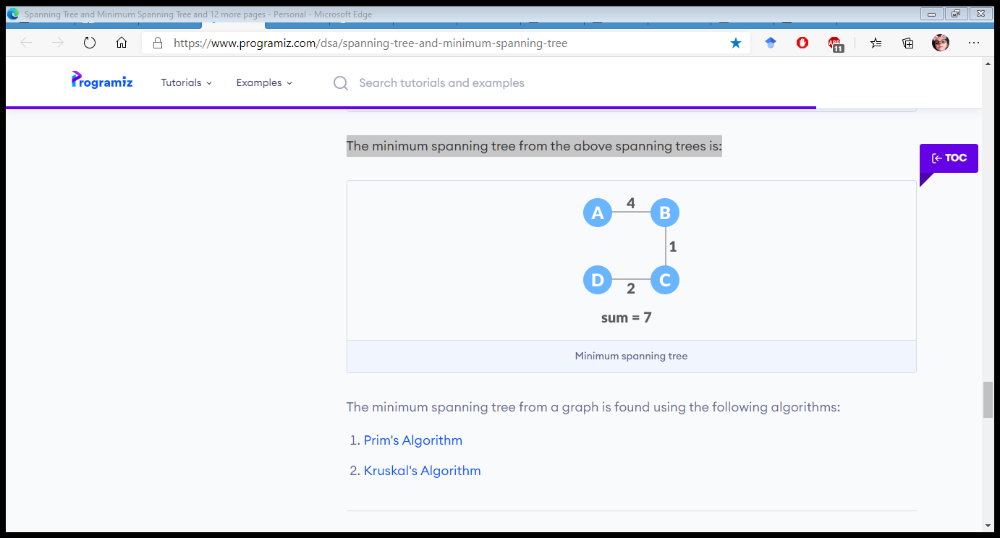 Spanning Tree and Minimum Spanning Tree and 12 more pages - Personal - Microsoft Edge
https://www.programiz.com/dsa/spanning-tree-and-minimum-spanning-tree
11
Programiz Tutorials Examples Search tutorials and examples
The minimum spanning tree from the above spanning trees is:
TOC
4
A B
1
D C
2
sum = 7
Minimum spanning tree
The minimum spanning tree from a graph is found using the following algorithms:
1. Prim's Algorithm
2. Kruskal's Algorithm